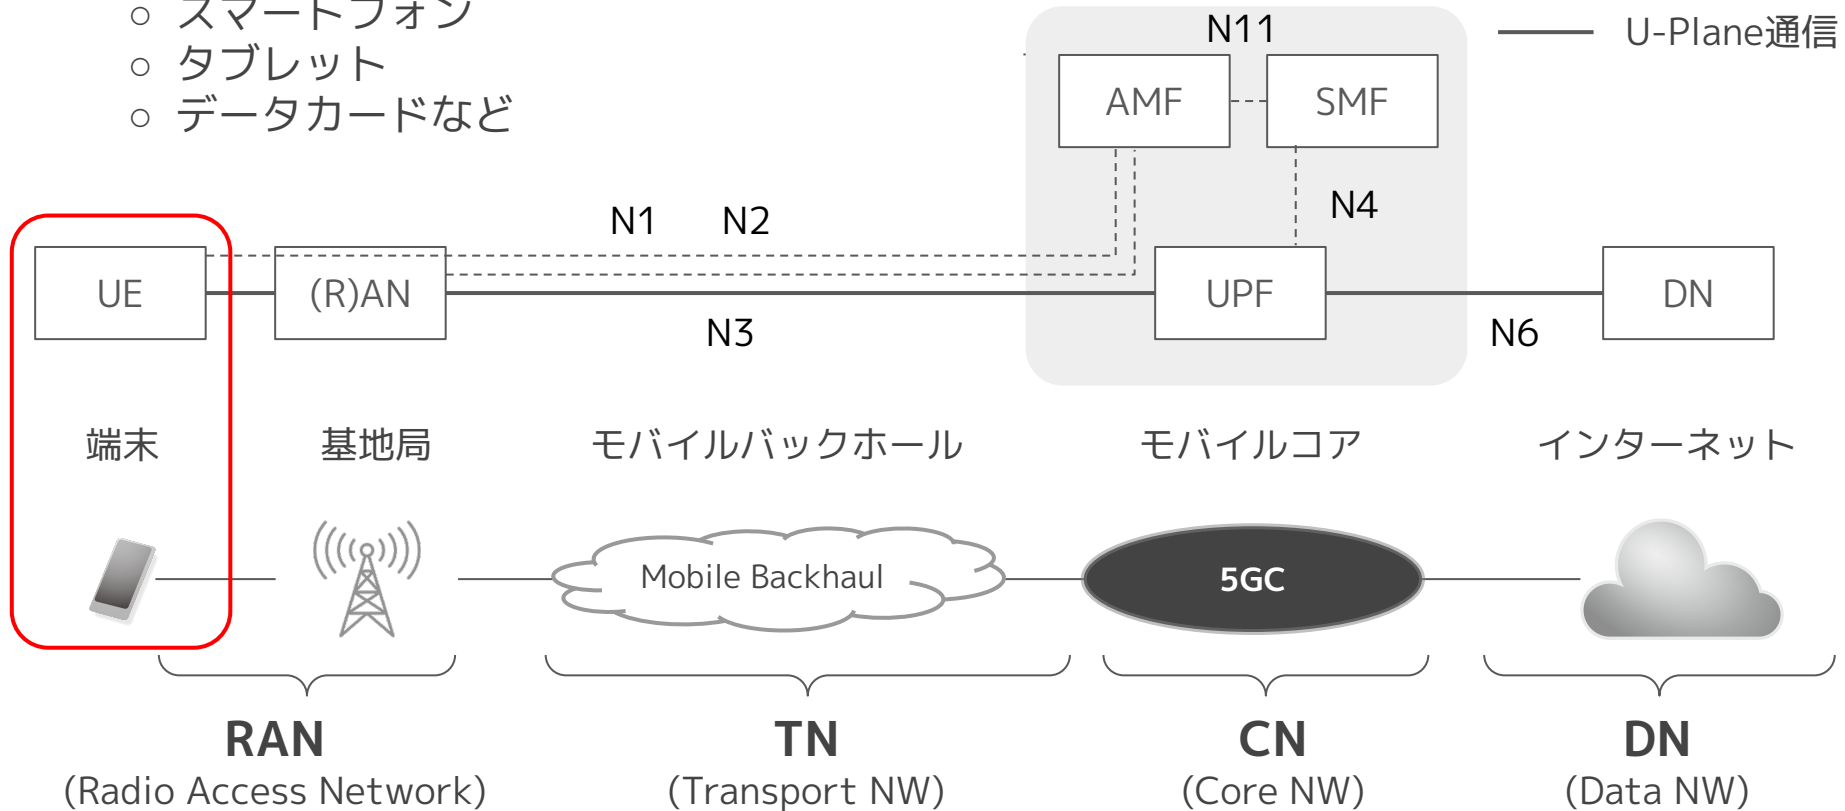 ○ スマートフォン
○ タブレット
○ データカードなど
N11
U-Plane通信
AMF
SMF
N1
N2
N4
UE
(R)AN
UPF
DN
N3
N6
端末
基地局
モバイルバックホール
モバイルコア
インターネット
Mobile Backhaul
5GC
RAN
TN
CN
DN
(Radio Access Network)
(Transport NW)
(Core NW)
(Data NW)